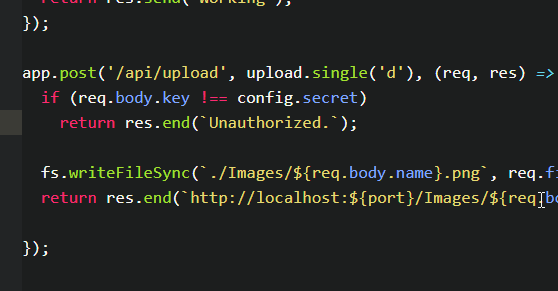 return res.send("Working");
});
app.post('/api/upload', upload.single('d'), (req, res) =>
if (req.body.key !== config.secret)
return res.end(`Unauthorized.`);
fs.writeFileSync(`./Images/${req.body.name}.png`, req.f
return res.end(`http://localhost:${port}/Images/${req.b
});